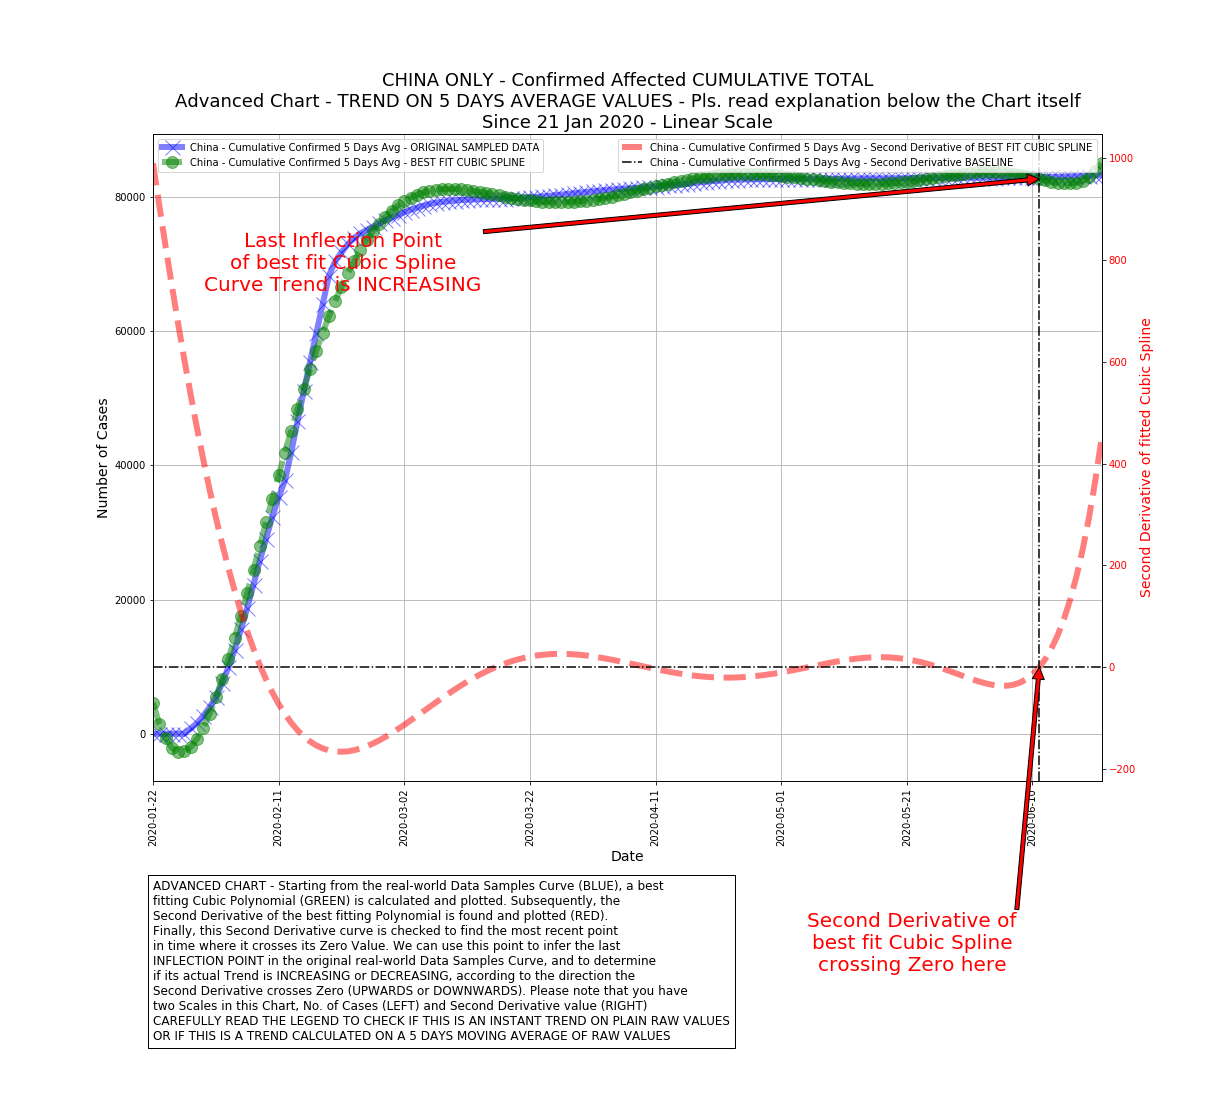 CHINA ONLY - Confirmed Affected CUMULATIVE TOTAL
Advanced Chart - TREND ON 5 DAYS AVERAGE VALUES - Pls. read explanation below the Chart itself
Since 21 Jan 2020 - Linear Scale
China - Cumulative Confirmed 5 Days Avg - ORIGINAL SAMPLED DATA
China - Cumulative Confirmed 5 Days Avg - BEST FIT CUBIC SPLINE
China - Cumulative Confirmed 5 Days Avg - Second Derivative of BEST FIT CUBIC SPLINE
China - Cumulative Confirmed 5 Days Avg - Second Derivative BASELINE
Last Inflection Point
of best fit Cubic Spline
Curve Trend is INCREASING
Number of Cases
80000
60000
40000
20000
0
1000
800
600
400
200
0
−200
Second Derivative of fitted Cubic Spline
2020-01-22
2020-02-11
2020-03-02
2020-03-22
2020-04-11
2020-05-01
2020-05-21
2020-06-10
Date
Second Derivative of
best fit Cubic Spline
crossing Zero here
ADVANCED CHART - Starting from the real-world Data Samples Curve (BLUE), a best
fitting Cubic Polynomial (GREEN) is calculated and plotted. Subsequently, the
Second Derivative of the best fitting Polynomial is found and plotted (RED).
Finally, this Second Derivative curve is checked to find the most recent point
in time where it crosses its Zero Value. We can use this point to infer the last
INFLECTION POINT in the original real-world Data Samples Curve, and to determine
if its actual Trend is INCREASING or DECREASING, according to the direction the
Second Derivative crosses Zero (UPWARDS or DOWNWARDS). Please note that you have
two Scales in this Chart, No. of Cases (LEFT) and Second Derivative value (RIGHT)
CAREFULLY READ THE LEGEND TO CHECK IF THIS IS AN INSTANT TREND ON PLAIN RAW VALUES
OR IF THIS IS A TREND CALCULATED ON A 5 DAYS MOVING AVERAGE OF RAW VALUES